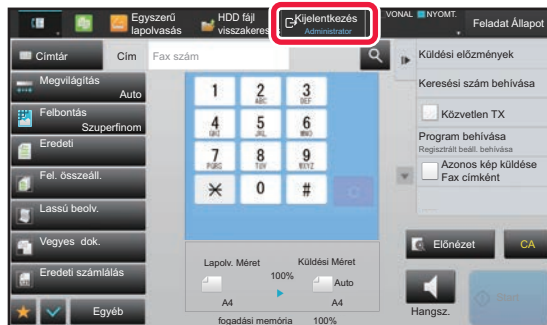 Egyszerű
lapolvasás
HDD fájl
visszakeres
Kijelentkezés
Administrator
VONAL
NYOMT.
Feladat Állapot
Címtár
Cím
Fax szám
Megvilágítás
Auto
Felbontás
Szuperfinom
Eredeti
Fel. összeáll.
Lassú beolv.
Vegyes dok.
Eredeti számlálás
Egyéb
1
2
ABC
3
DEF
4
GHI
5
JKL
6
MNO
7
PQRS
8
TUV
9
WXYZ
0
#
Lapolv. Méret
Küldési Méret
100%
Auto
A4
A4
fogadási memória 100%
Küldési előzmények
Keresési szám behívása
Közvetlen TX
Program behívása
Regisztrált beáll. behívása
Azonos kép küldése
Fax címként
Előnézet
CA
Hangsz.
Start